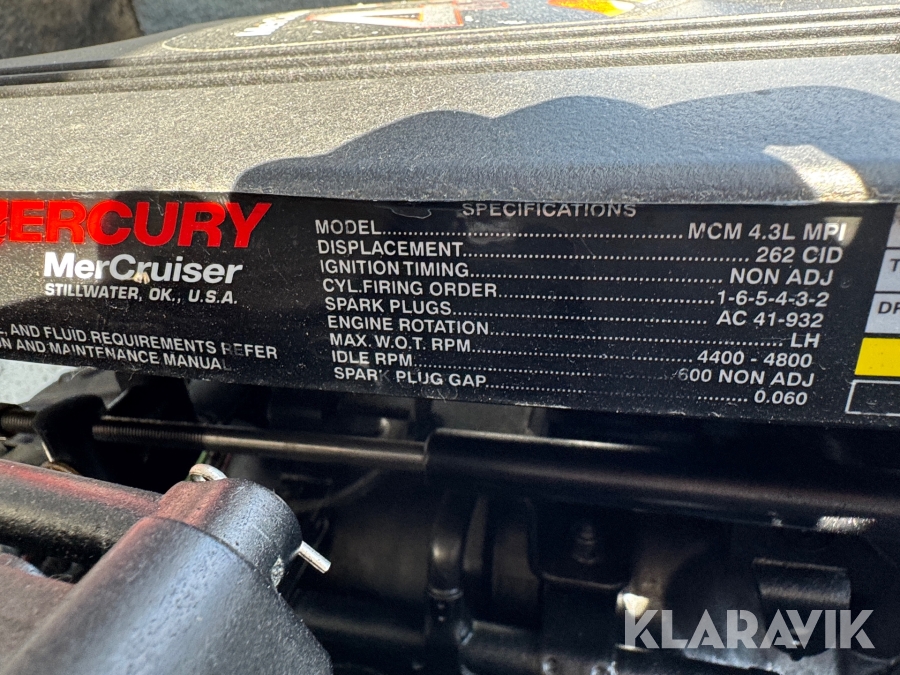 MERCURY
MerCruiser
STILLWATER, OK., U.S.A.
AND FLUID REQUIREMENTS REFER
AND MAINTENANCE MANUAL
SPECIFICATIONS
MODEL MCM 4.3L MPI
DISPLACEMENT 262 CID
IGNITION TIMING NON ADJ
CYL.FIRING ORDER 1-6-5-4-3-2
SPARK PLUGS AC 41-932
ENGINE ROTATION LH
MAX. W.O.T. RPM 4400 - 4800
IDLE RPM 600 NON ADJ
SPARK PLUG GAP 0.060
KLARAVIK